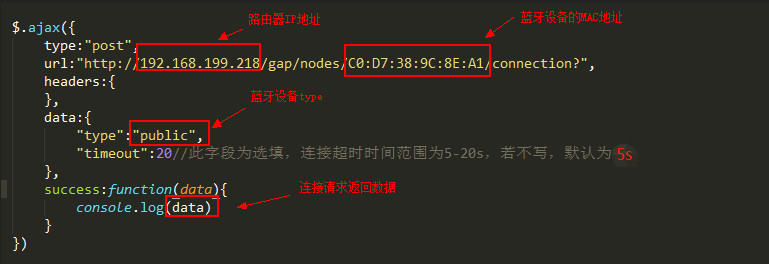 路由器IP地址
蓝牙设备的MAC地址
$.ajax({
type:"post",
url:"http://192.168.199.218/gap/nodes/C0:D7:38:9C:8E:A1/connection?",
headers:{
},
蓝牙设备type
data:{
"type":"public",
"timeout":20//此字段为选填，连接超时时间范围为5-20s，若不写，默认为5s
},
success:function(data){
连接请求返回数据
console.log(data)
}
})